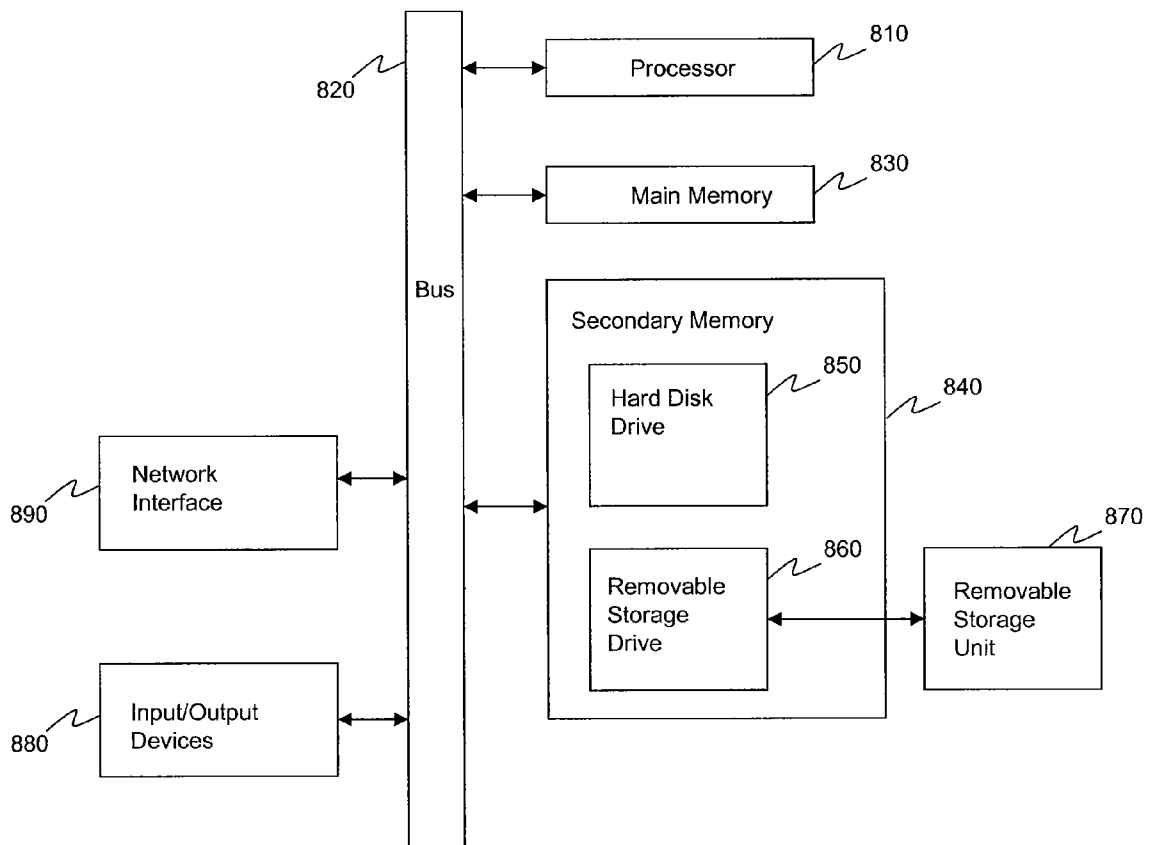 810
Processor
820
830
Main Memory
Bus
Secondary Memory
850
Hard Disk
Drive
840
Network
Interface
890
870
860
Removable
Storage
Drive
Removable
Storage
Unit
Input/Output
Devices
880